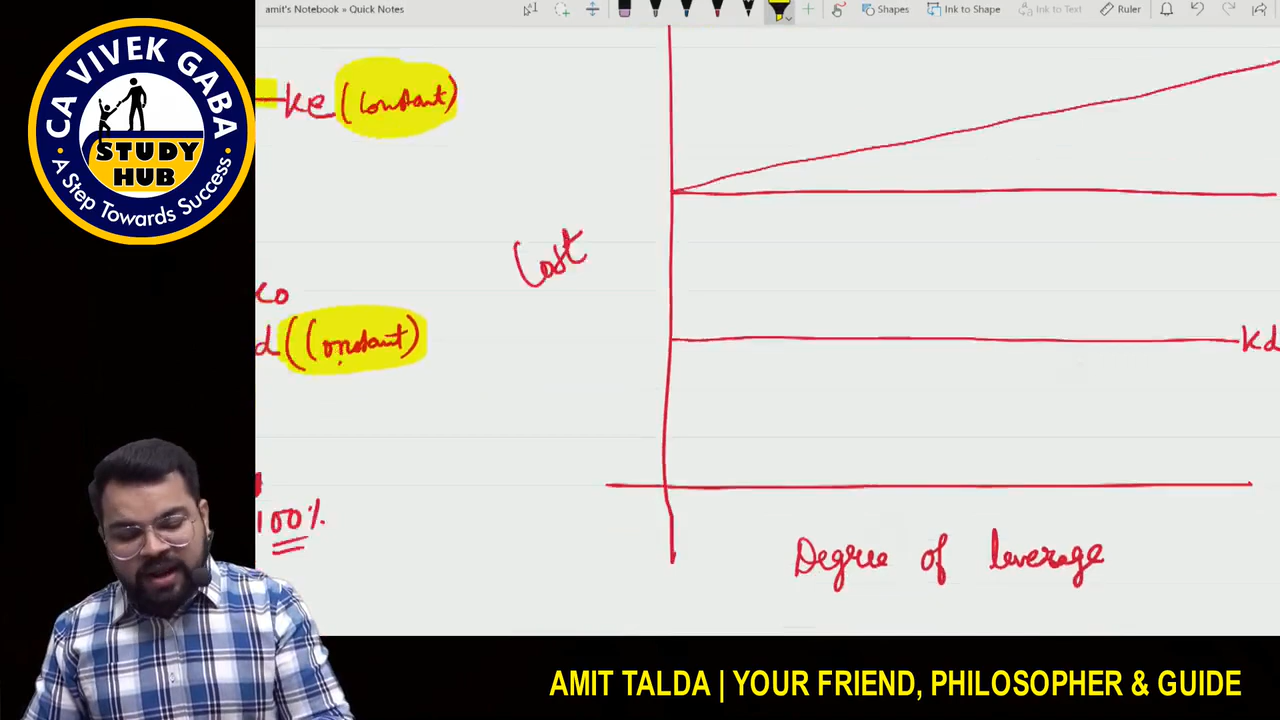 amit's Notebook » Quick Notes
Shapes
Ink to Shape
Ink to Text
Ruler
CA VIVEK GABA
STUDY
HUB
A Step Towards Success
ke (constant)
Cost
ko
d (constant)
kd
100%
Degree of leverage
AMIT TALDA | YOUR FRIEND, PHILOSOPHER & GUIDE